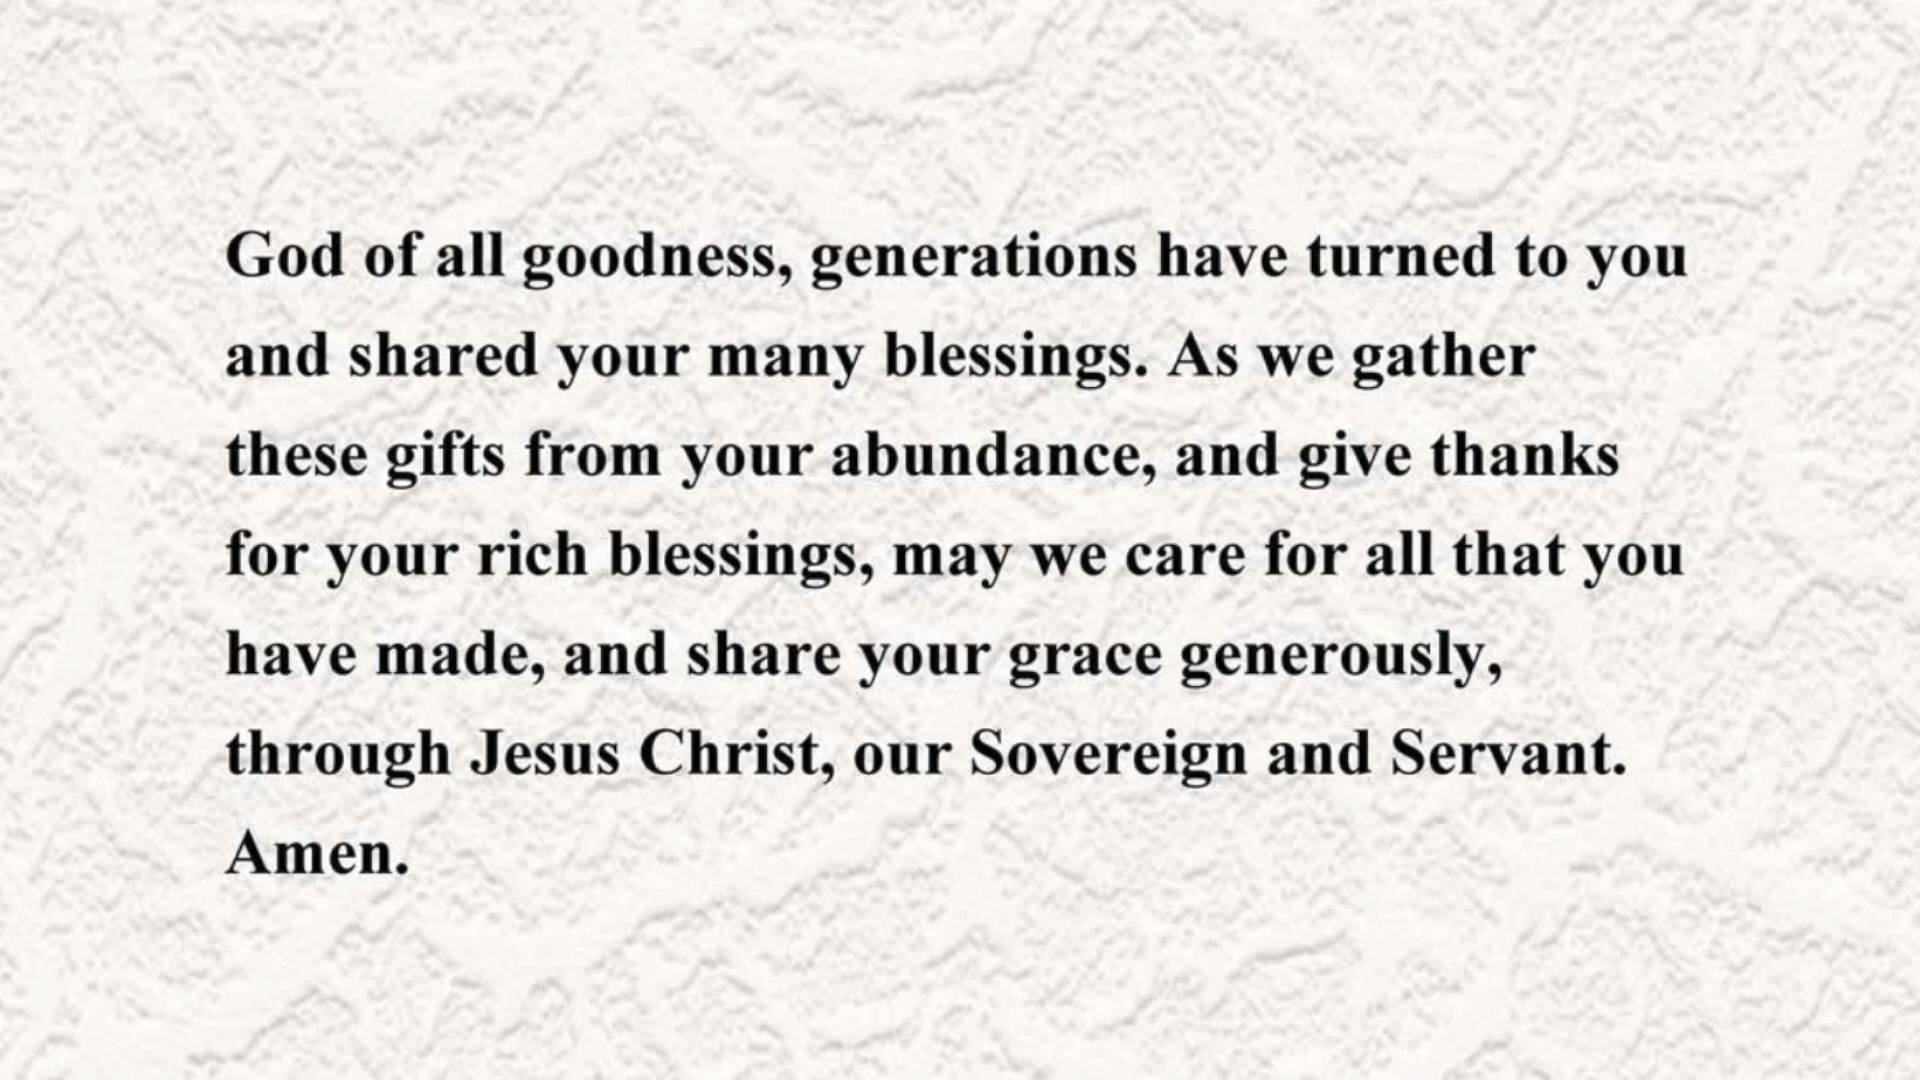 God of all goodness, generations have turned to you
and shared your many blessings. As we gather
these gifts from your abundance, and give thanks
for your rich blessings, may we care for all that you
have made, and share your grace generously,
through Jesus Christ, our Sovereign and Servant.
Amen.